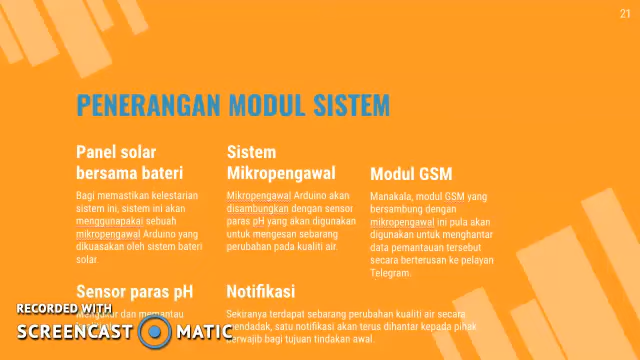 21
PENERANGAN MODUL SISTEM
Panel solar
bersama bateri
Bagi memastikan kelestarian
sistem ini, sistem ini akan
menggunapakai sebuah
mikropengawal Arduino yang
dikuasakan oleh sistem bateri
solar.
Sistem
Mikropengawal
Mikropengawal Arduino akan
disambungkan dengan sensor
paras pH yang akan digunakan
untuk mengesan sebarang
perubahan pada kualiti air.
Modul GSM
Manakala, modul GSM yang
bersambung dengan
mikropengawal ini pula akan
digunakan untuk menghantar
data pemantauan tersebut
secara berterusan ke pelayan
Telegram.
Sensor paras pH
Mengukur dan memantau
Notifikasi
Sekiranya terdapat sebarang perubahan kualiti air secara
mendadak, satu notifikasi akan terus dihantar kepada pihak
berwajib bagi tujuan tindakan awal.
RECORDED WITH
SCREENCAST MATIC